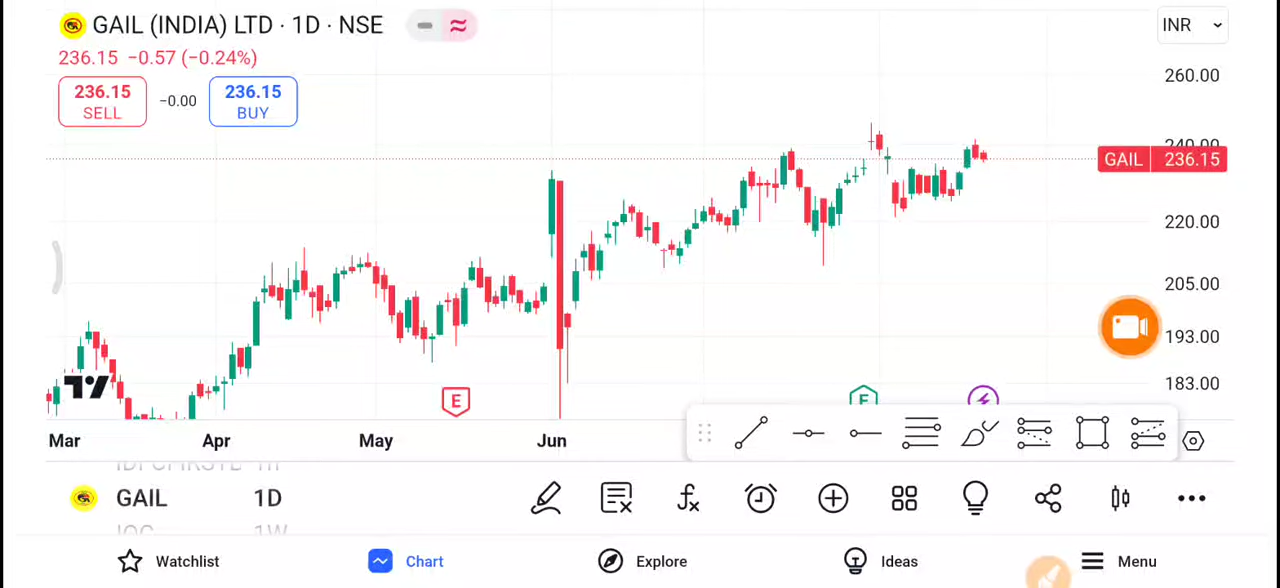 GAIL (INDIA) LTD · 1D · NSE
INR
236.15 −0.57 (−0.24%)
236.15
SELL
−0.00
236.15
BUY
260.00
240.00
GAIL 236.15
220.00
205.00
193.00
183.00
E
E
Mar
Apr
May
Jun
GAIL 1D
Watchlist
Chart
Explore
Ideas
Menu